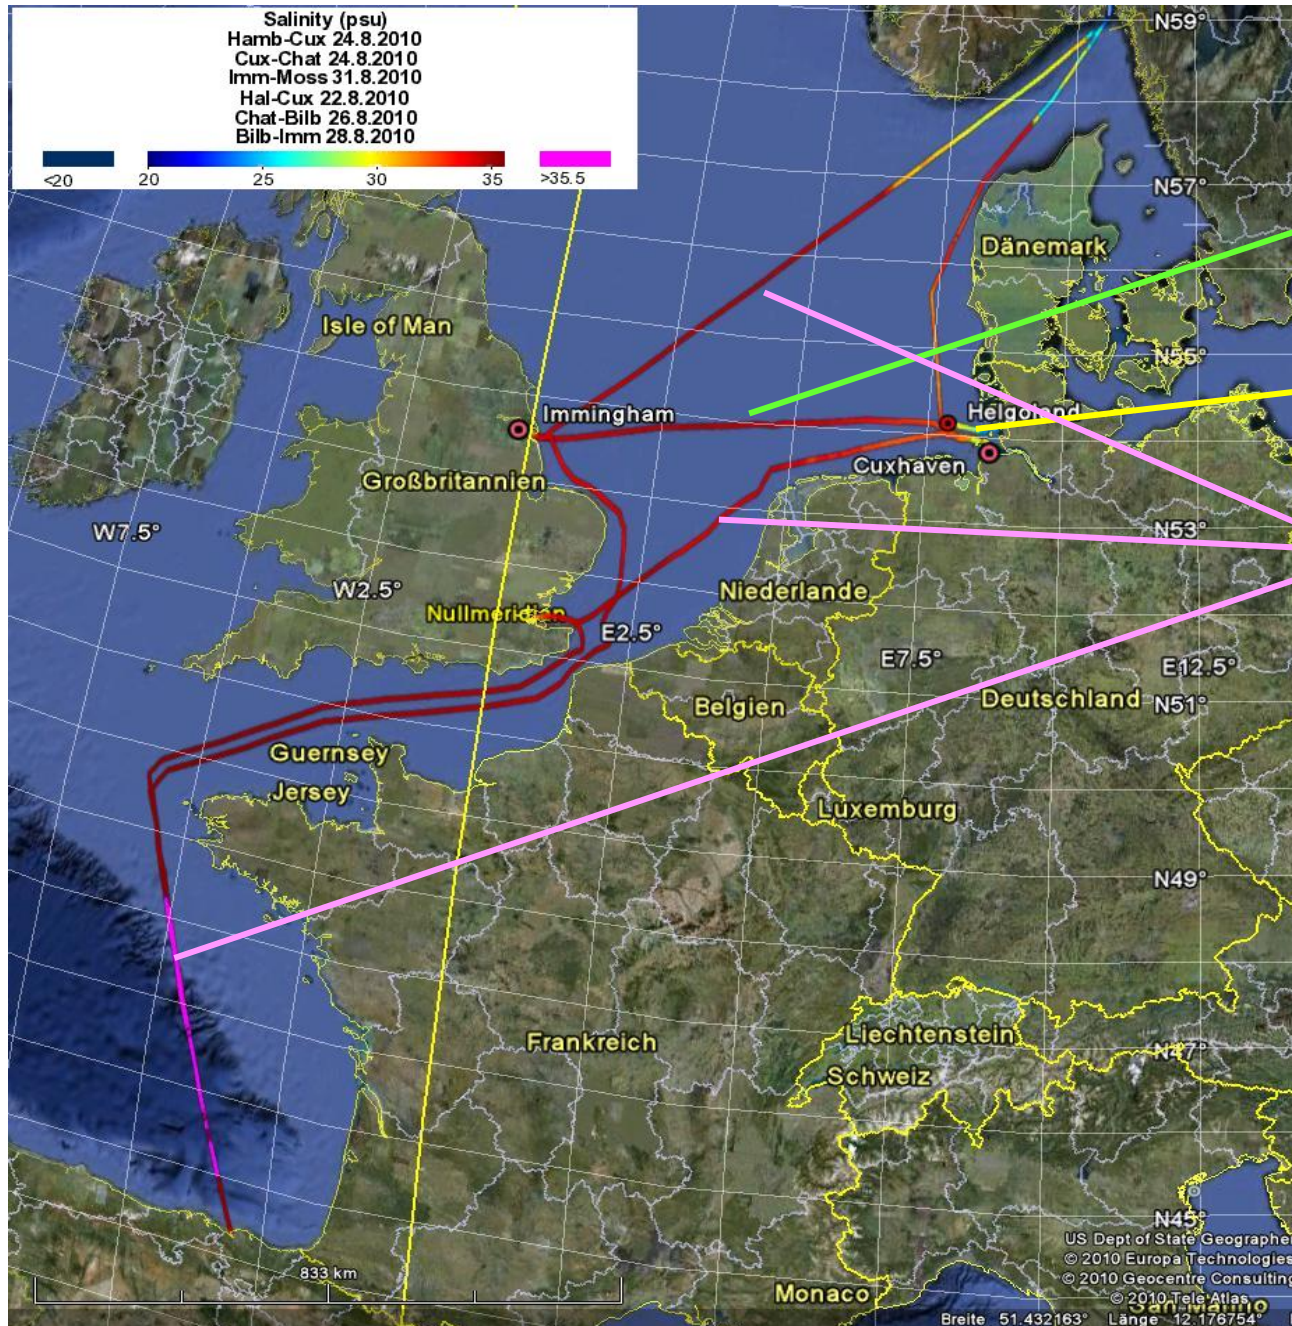 Salinity (psu)
Hamb-Cux 24.8.2010
Cux-Chat 24.8.2010
Imm-Moss 31.8.2010
Hal-Cux 22.8.2010
Chat-Bilb 26.8.2010
Bilb-Imm 28.8.2010
<20 20 25 30 35 >35.5
N59°
N57°
Dänemark
Isle of Man
N55°
Immingham
Helgoland
Cuxhaven
Großbritannien
W7.5°
N53°
W2.5°
Niederlande
Nullmeridian
E2.5°
E7.5°
E12.5°
Belgien
Deutschland
N51°
Guernsey
Jersey
Luxemburg
N49°
Frankreich
Liechtenstein
N47°
Schweiz
N45°
US Dept of State Geographer
© 2010 Europa Technologies
833 km
© 2010 Geocentre Consulting
Monaco
© 2010 Tele Atlas
San Marino
Breite 51.432163° Länge 12.176754°